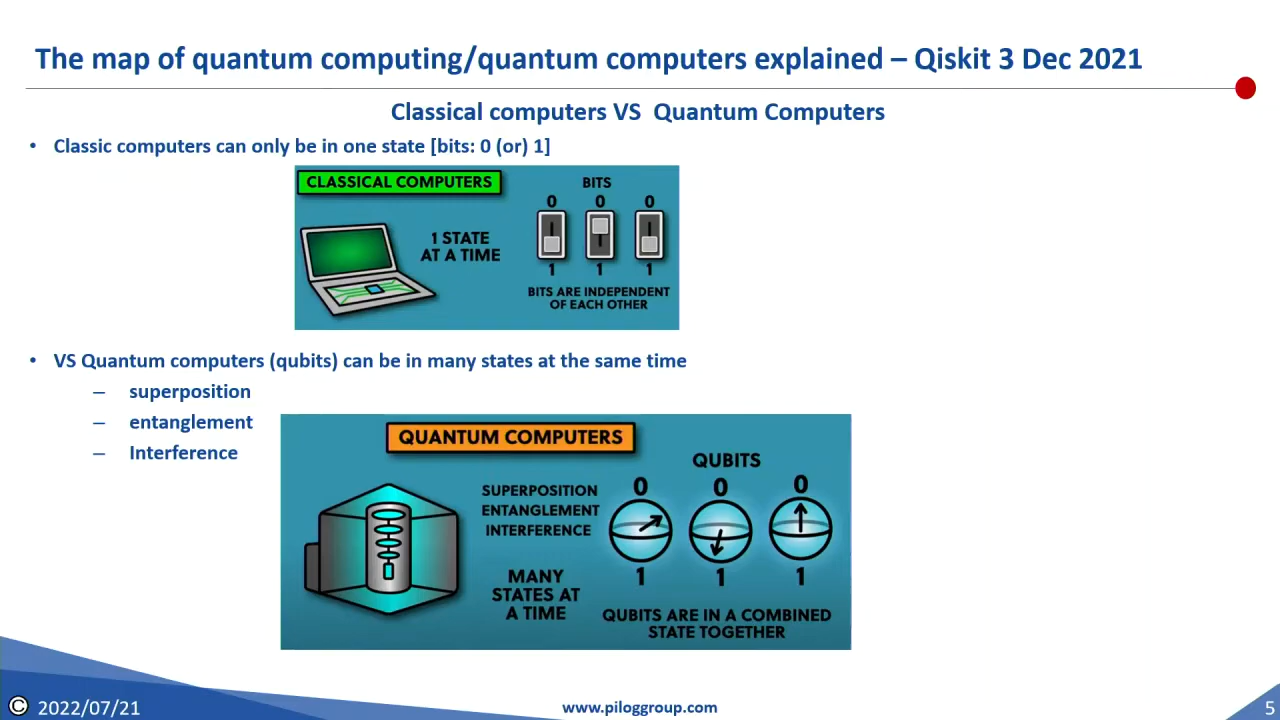 The map of quantum computing/quantum computers explained – Qiskit 3 Dec 2021
Classical computers VS  Quantum Computers
• Classic computers can only be in one state [bits: 0 (or) 1]
CLASSICAL COMPUTERS
1 STATE
AT A TIME
BITS
0 0 0
1 1 1
BITS ARE INDEPENDENT
OF EACH OTHER
• VS Quantum computers (qubits) can be in many states at the same time
– superposition
– entanglement
– Interference
QUANTUM COMPUTERS
SUPERPOSITION
ENTANGLEMENT
INTERFERENCE
MANY
STATES AT
A TIME
QUBITS
0 0 0
1 1 1
QUBITS ARE IN A COMBINED
STATE TOGETHER
© 2022/07/21
www.piloggroup.com
5